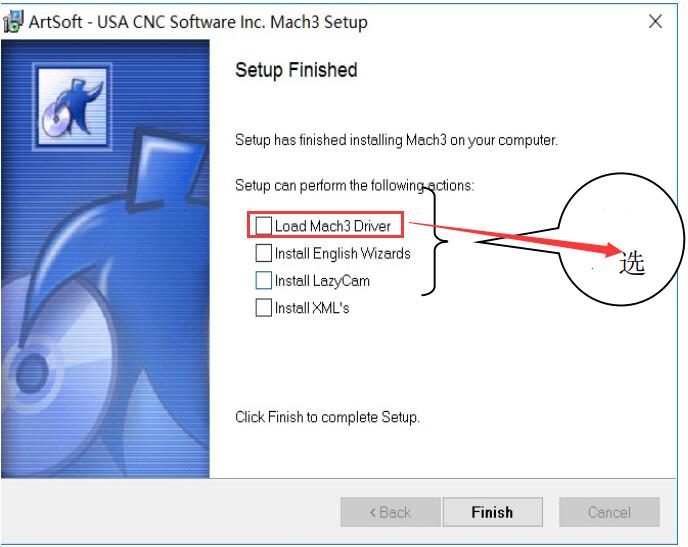 ArtSoft - USA CNC Software Inc. Mach3 Setup
Setup Finished
Setup has finished installing Mach3 on your computer.
Setup can perform the following actions:
Load Mach3 Driver
Install English Wizards
Install LazyCam
Install XML's
选
Click Finish to complete Setup.
< Back
Finish
Cancel